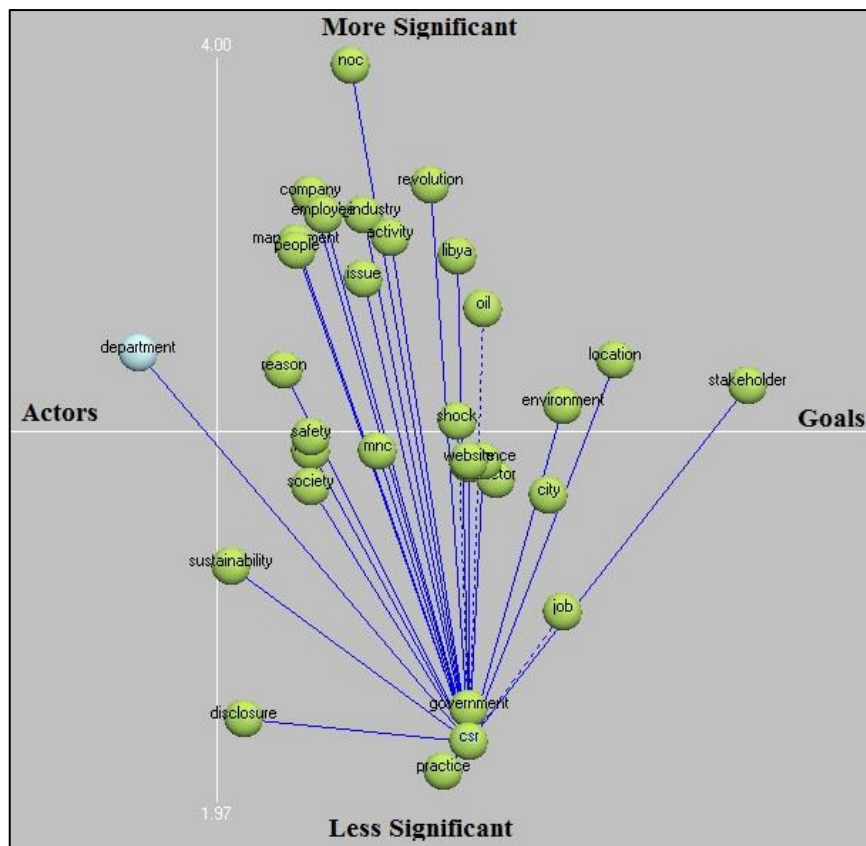 More Significant
4.00
noc
revolution
company
employee
industry
activity
people
libya
issue
oil
department
reason
location
stakeholder
environment
Actors
Goals
shock
safety
mnc
website
society
city
sustainability
job
government
disclosure
csr
practice
1.97
Less Significant